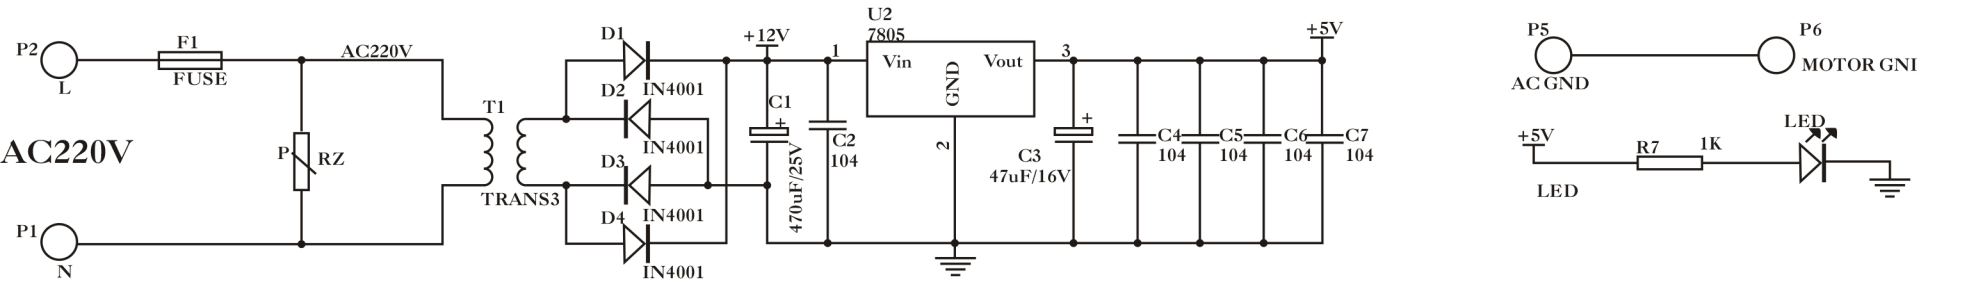 P2
L
F1
FUSE
AC220V
AC220V
P
RZ
P1
N
T1
TRANS3
D1
IN4001
D2
IN4001
D3
IN4001
D4
IN4001
+12V
C1
+
470uF/25V
C2
104
1
U2
7805
Vin
GND
Vout
2
3
+
C3
47uF/16V
C4
104
C5
104
C6
104
C7
104
+5V
P5
AC GND
P6
MOTOR GNI
+5V
LED
R7
1K
LED